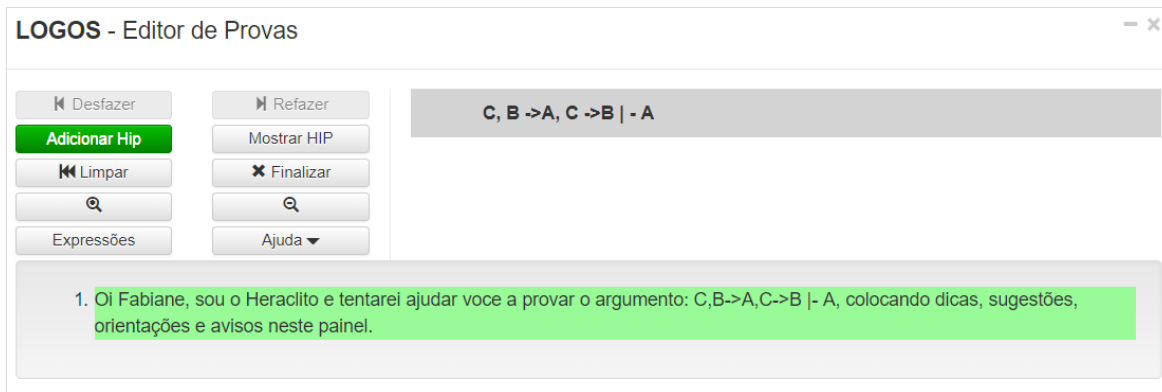 LOGOS - Editor de Provas
Desfazer
Refazer
Adicionar Hip
Mostrar HIP
Limpar
Finalizar
Expressões
Ajuda
C, B ->A, C ->B | - A
1. Oi Fabiane, sou o Heraclito e tentarei ajudar voce a provar o argumento: C,B->A,C->B |- A, colocando dicas, sugestões,
orientações e avisos neste painel.